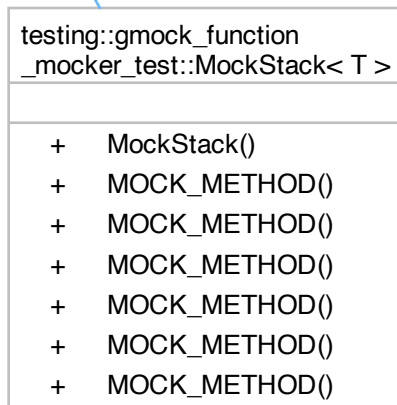 testing::gmock_function
_mocker_test::MockStack< T >
+ MockStack()
+ MOCK_METHOD()
+ MOCK_METHOD()
+ MOCK_METHOD()
+ MOCK_METHOD()
+ MOCK_METHOD()
+ MOCK_METHOD()